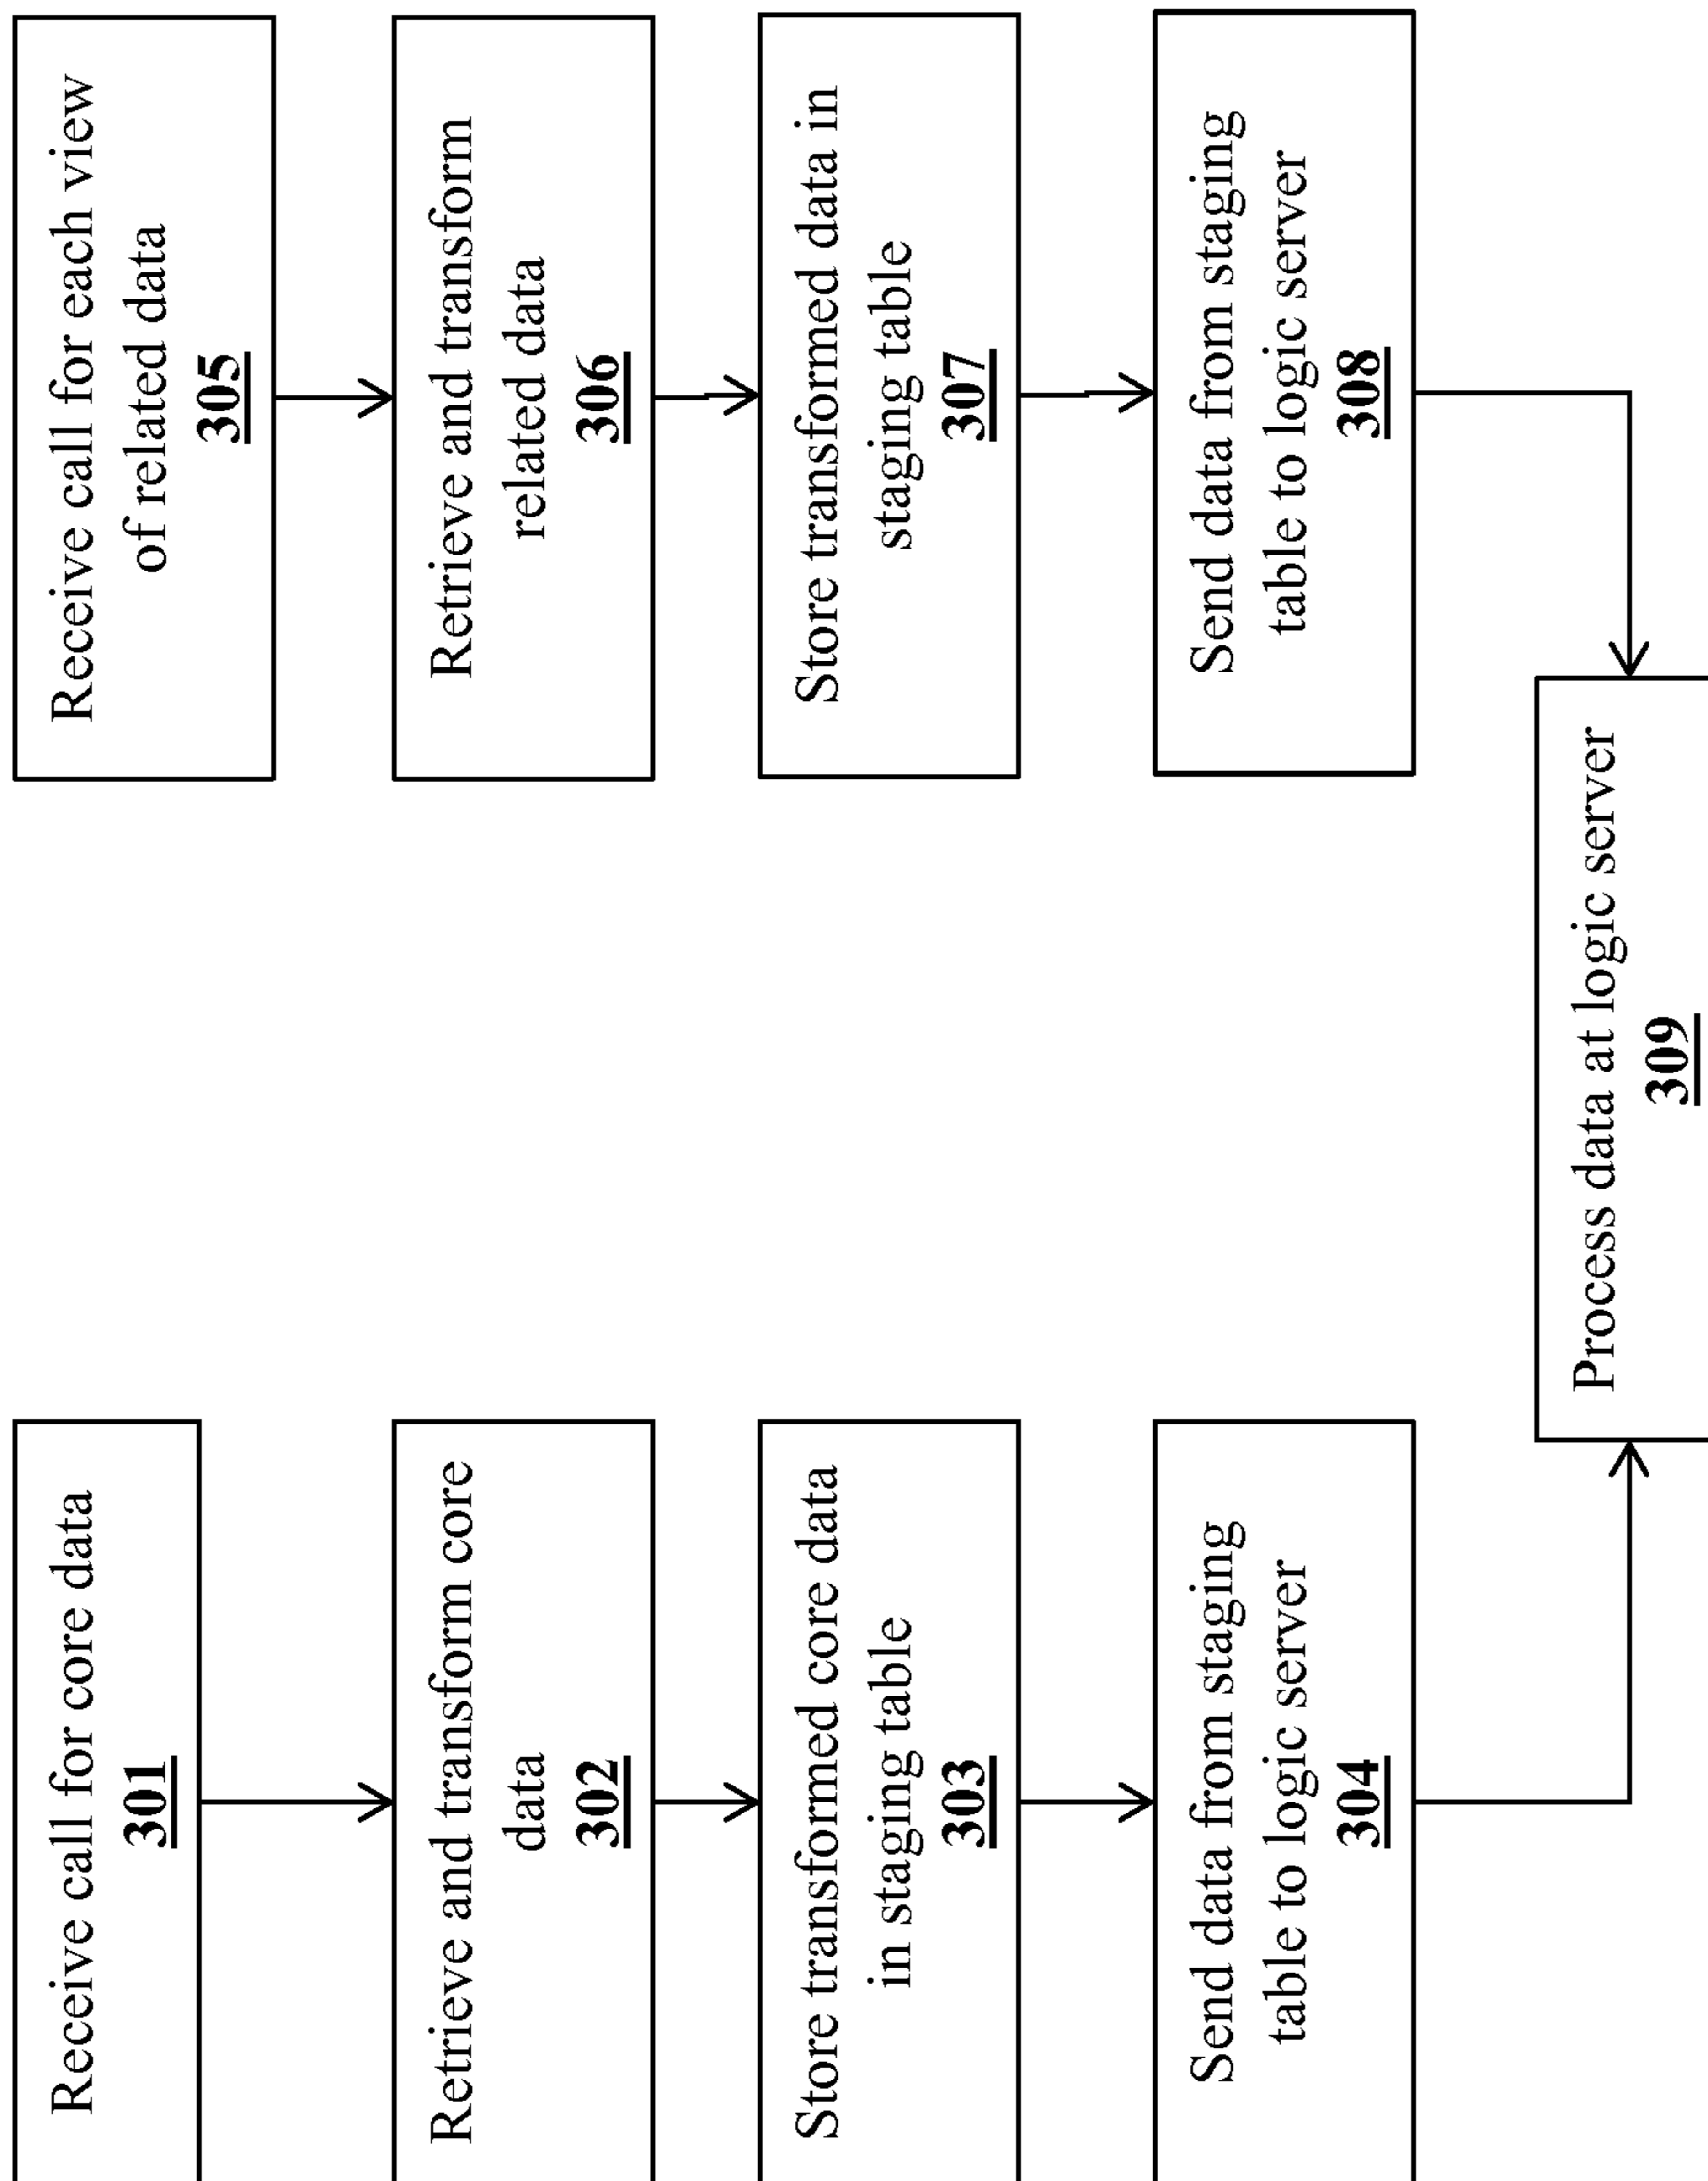 Receive call for core data
301
Retrieve and transform core
data
302
Store transformed core data
in staging table
303
Send data from staging
table to logic server
304
Receive call for each view
of related data
305
Retrieve and transform
related data
306
Store transformed data in
staging table
307
Send data from staging
table to logic server
308
Process data at logic server
309